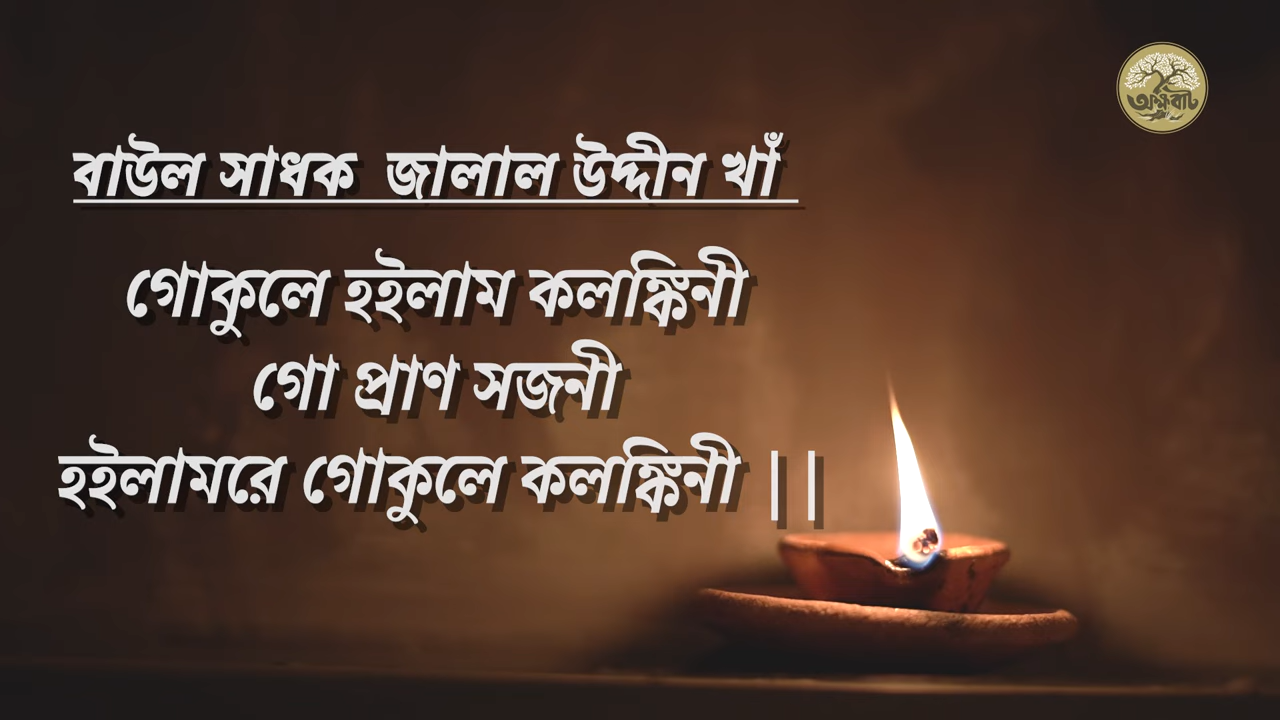 বাউল সাধক জালাল উদ্দীন খাঁ
গোকুলে হইলাম কলঙ্কিনী
গো প্রাণ সজনী
হইলামরে গোকুলে কলঙ্কিনী ||